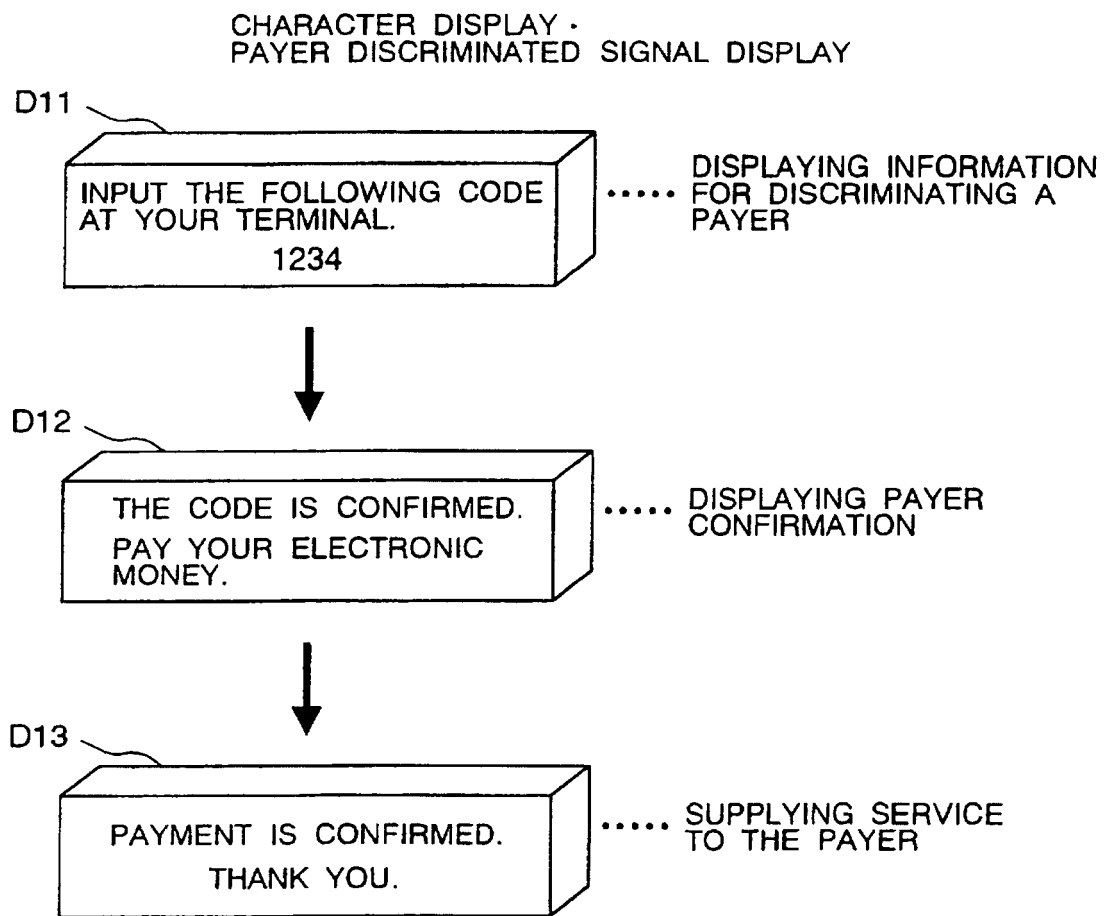 CHARACTER DISPLAY ·
PAYER DISCRIMINATED SIGNAL DISPLAY
D11
INPUT THE FOLLOWING CODE
AT YOUR TERMINAL.
1234
..... DISPLAYING INFORMATION
FOR DISCRIMINATING A
PAYER
D12
THE CODE IS CONFIRMED.
PAY YOUR ELECTRONIC
MONEY.
..... DISPLAYING PAYER
CONFIRMATION
D13
PAYMENT IS CONFIRMED.
THANK YOU.
..... SUPPLYING SERVICE
TO THE PAYER